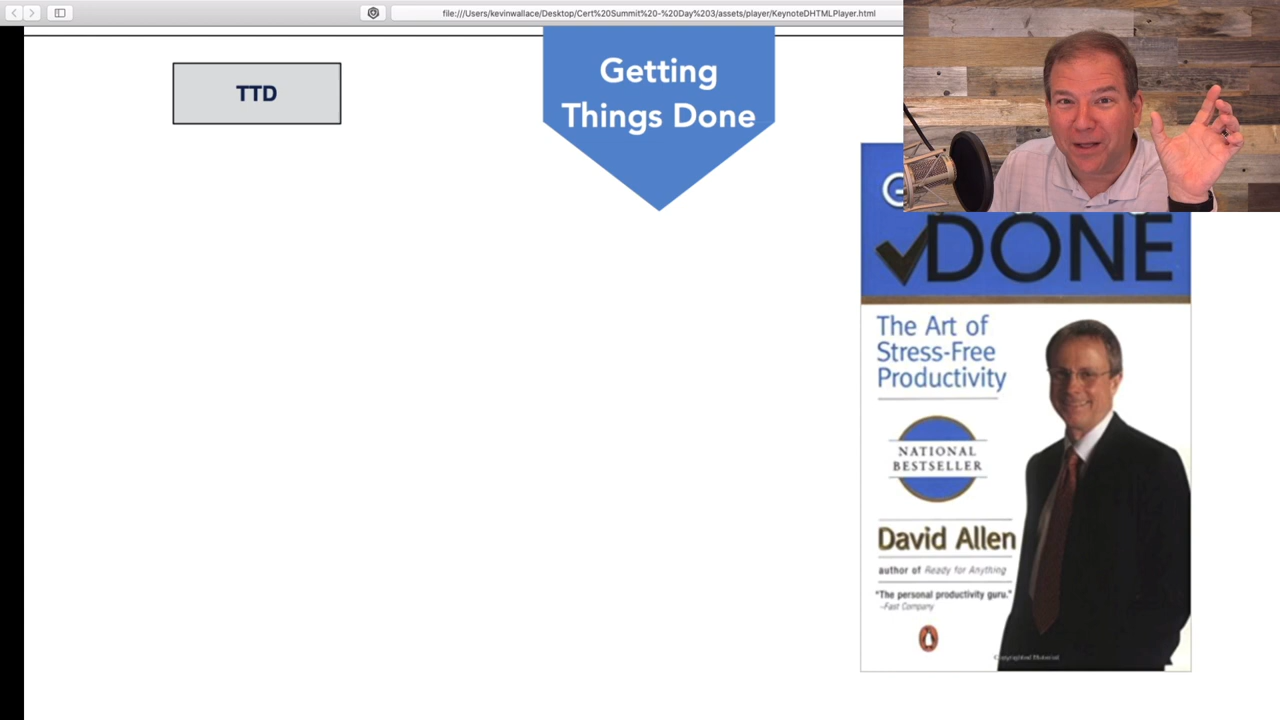 file:///Users/kevinwallace/Desktop/Cert%20Summit%20-%20Day%203/assets/player/KeynoteDHTMLPlayer.html
TTD
Getting
Things Done
G
DONE
The Art of
Stress-Free
Productivity
NATIONAL
BESTSELLER
David Allen
author of Ready for Anything
"The personal productivity guru."
-Fast Company
Copyrighted Material